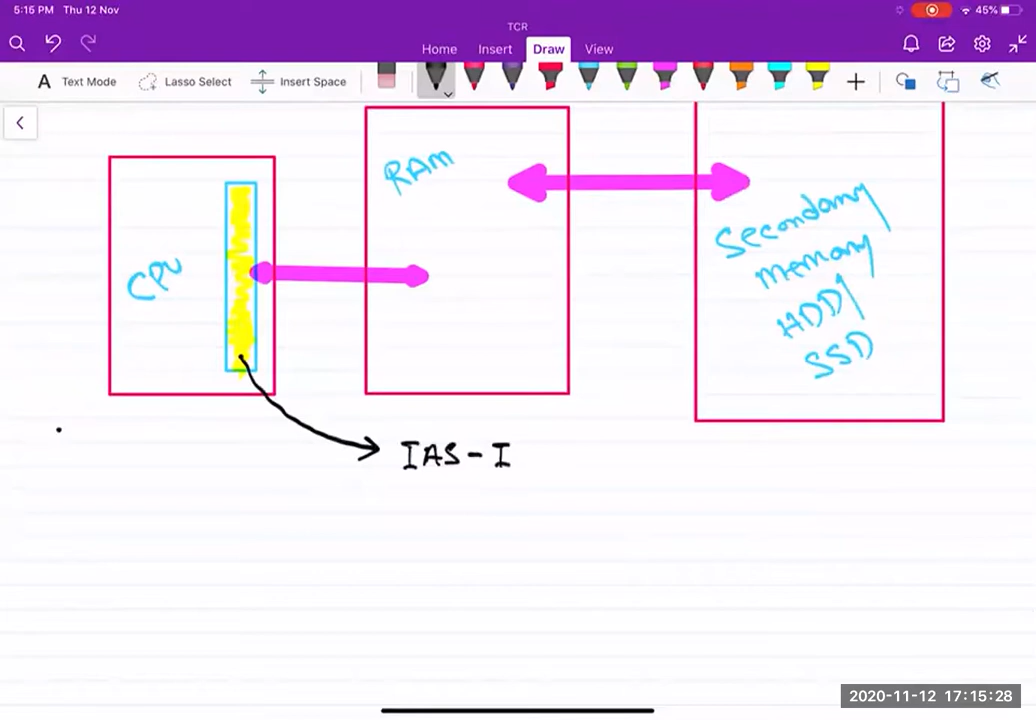 5:15 PM Thu 12 Nov
45%
TCR
Home Insert Draw View
A Text Mode Lasso Select Insert Space
RAM
CPU
Secondary
memory
HDD/
SSD
IAS-I
2020-11-12 17:15:28